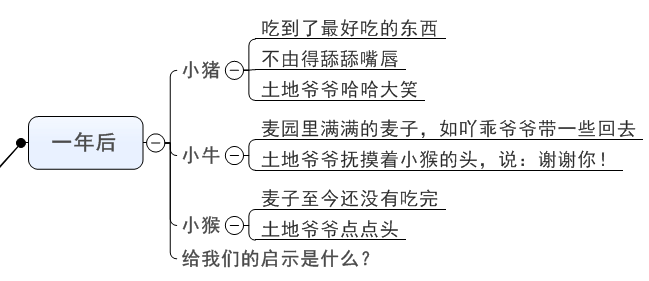 一年后
小猪
吃到了最好吃的东西
不由得舔舔嘴唇
土地爷爷哈哈大笑
小牛
麦园里满满的麦子，如吖乖爷爷带一些回去
土地爷爷抚摸着小猴的头，说：谢谢你！
小猴
麦子至今还没有吃完
土地爷爷点点头
给我们的启示是什么？